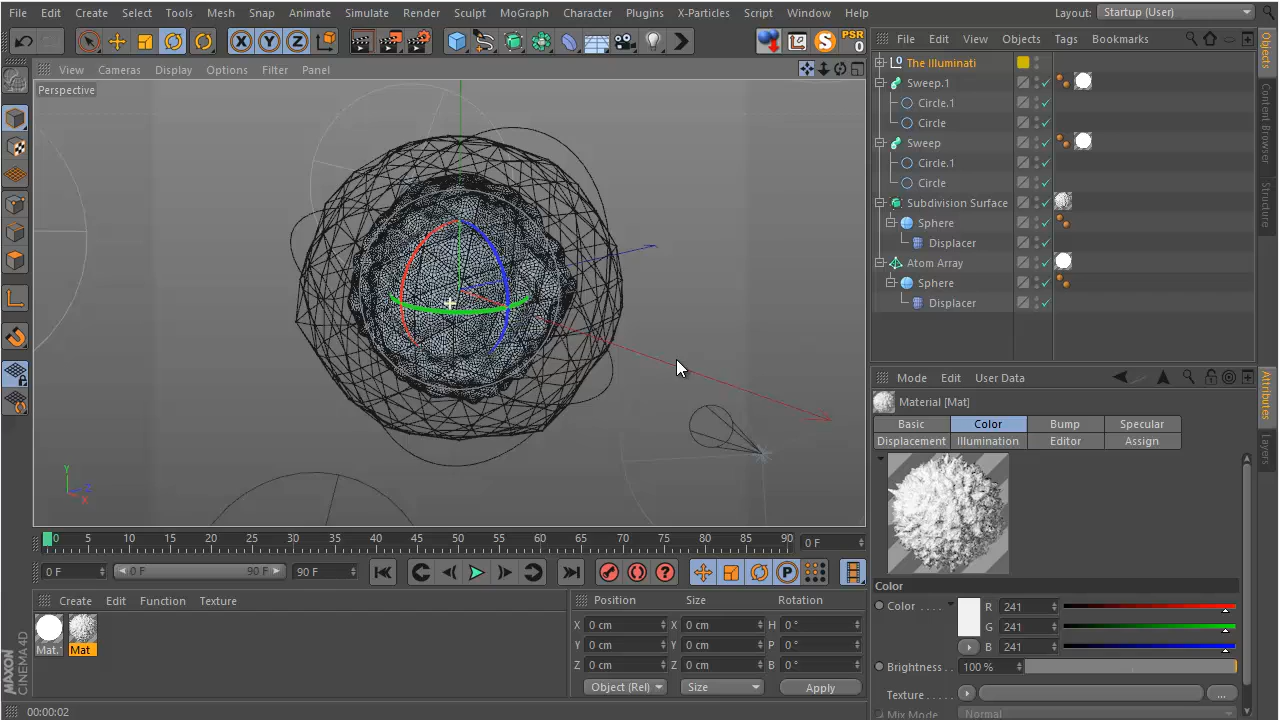 File Edit Create Select Tools Mesh Snap Animate Simulate Render Sculpt MoGraph Character Plugins X-Particles Script Window Help Layout: Startup (User)
X Y Z S PSR 0
File Edit View Objects Tags Bookmarks
View Cameras Display Options Filter Panel
Perspective
The Illuminati
Sweep.1
Circle.1
Circle
Sweep
Circle.1
Circle
Subdivision Surface
Sphere
Displacer
Atom Array
Sphere
Displacer
Objects
Content Browser
Structure
Y
Z
X
Mode Edit User Data
Material [Mat]
Basic Color Bump Specular
Displacement Illumination Editor Assign
Attributes
Layers
Color
Color . . . . R 241
G 241
B 241
Brightness . . 100 %
Texture . . . . . ...
Mix Mode Normal
0 5 10 15 20 25 30 35 40 45 50 55 60 65 70 75 80 85 90 0 F
0 F 0 F 90 F 90 F P
Create Edit Function Texture
Mat. Mat
Position Size Rotation
X 0 cm X 0 cm H 0 °
Y 0 cm Y 0 cm P 0 °
Z 0 cm Z 0 cm B 0 °
Object (Rel) Size Apply
MAXON
CINEMA 4D
00:00:02